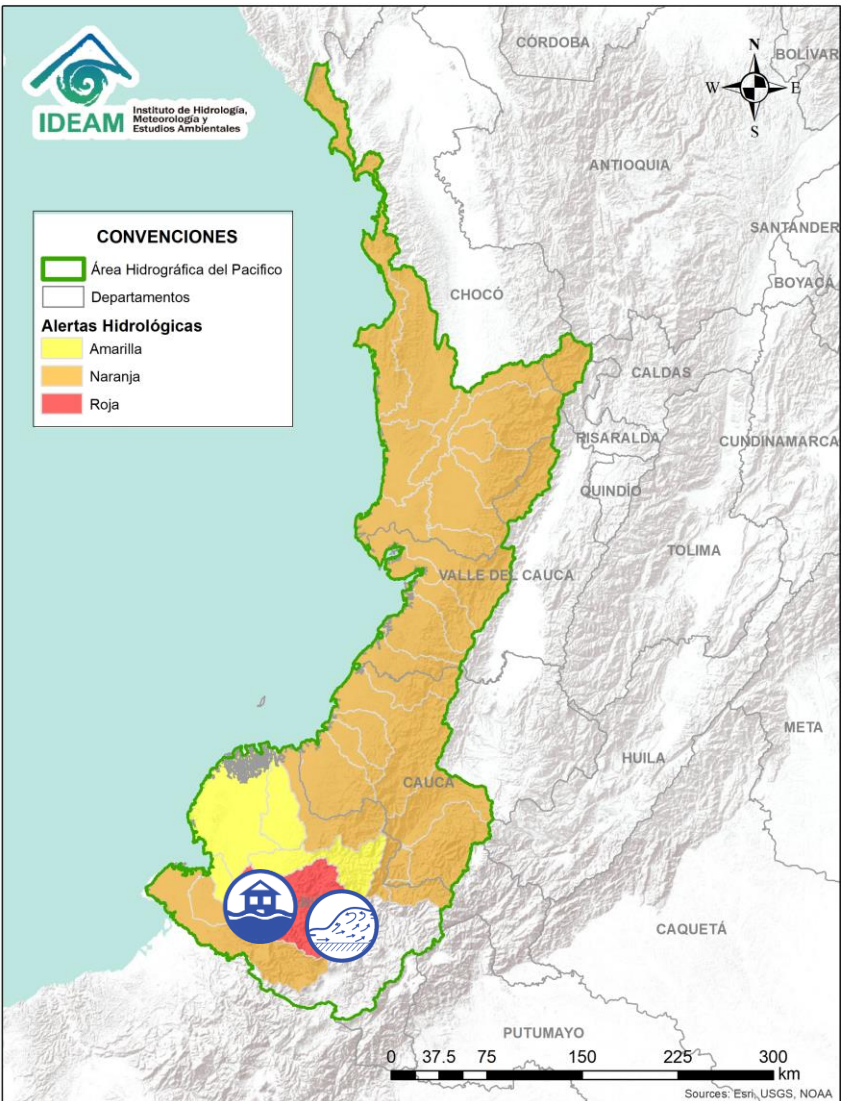 IDEAM
Instituto de Hidrología,
Meteorología y
Estudios Ambientales
N
W
E
S
CÓRDOBA
BOLÍVAR
ANTIOQUIA
SANTANDER
BOYACÁ
CHOCÓ
CALDAS
RISARALDA
CUNDINAMARCA
QUINDÍO
TOLIMA
VALLE DEL CAUCA
META
HUILA
CAUCA
CAQUETÁ
PUTUMAYO
CONVENCIONES
Área Hidrográfica del Pacifico
Departamentos
Alertas Hidrológicas
Amarilla
Naranja
Roja
0 37.5 75 150 225 300
km
Sources: Esri, USGS, NOAA